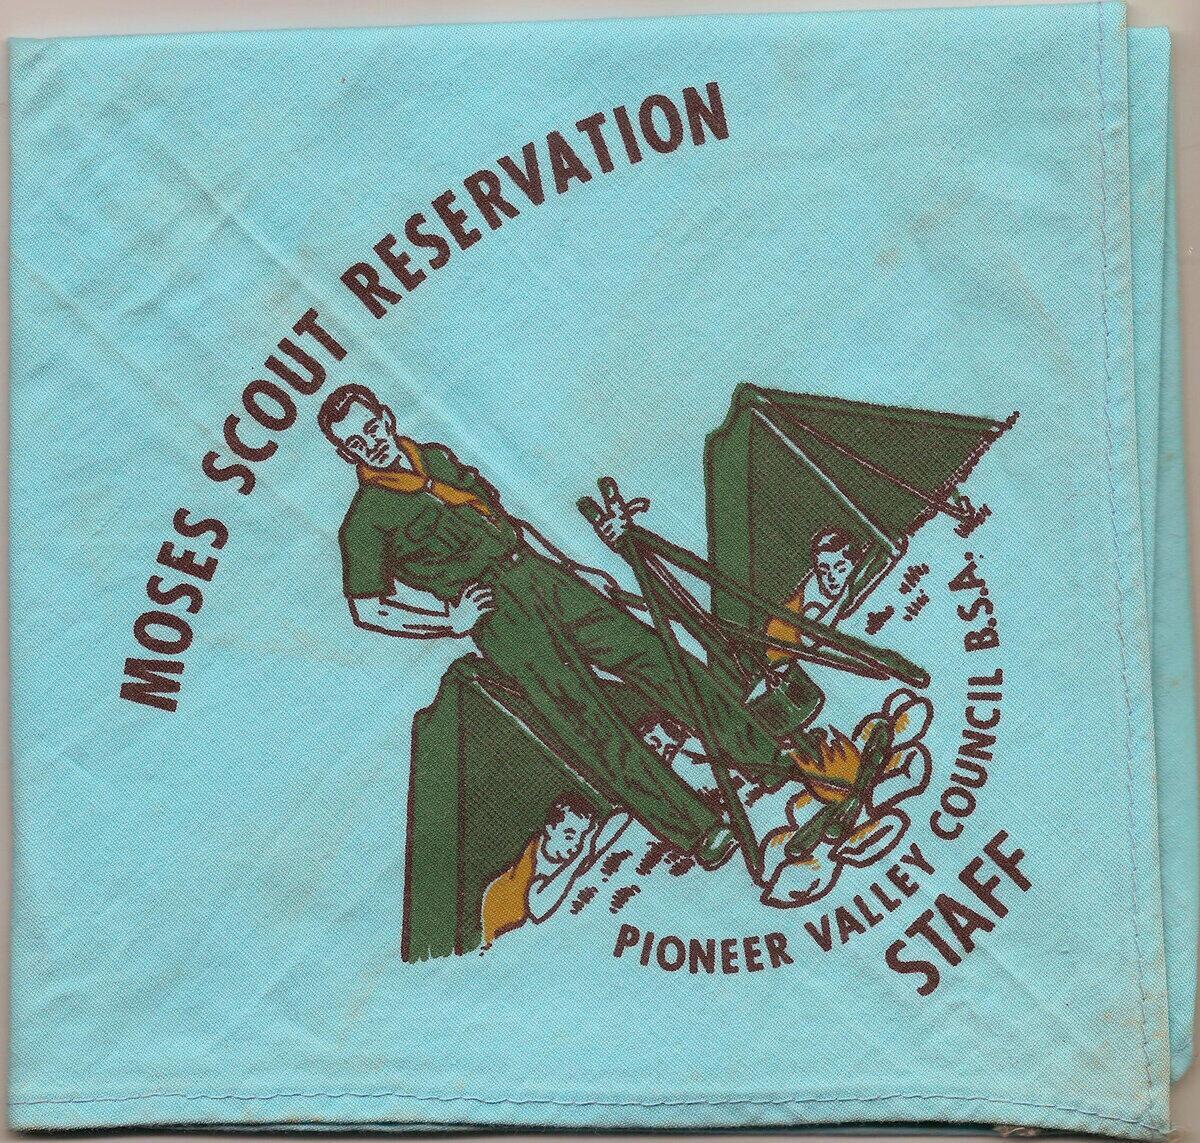 MOSES SCOUT RESERVATION
PIONEER VALLEY COUNCIL B.S.A.
STAFF